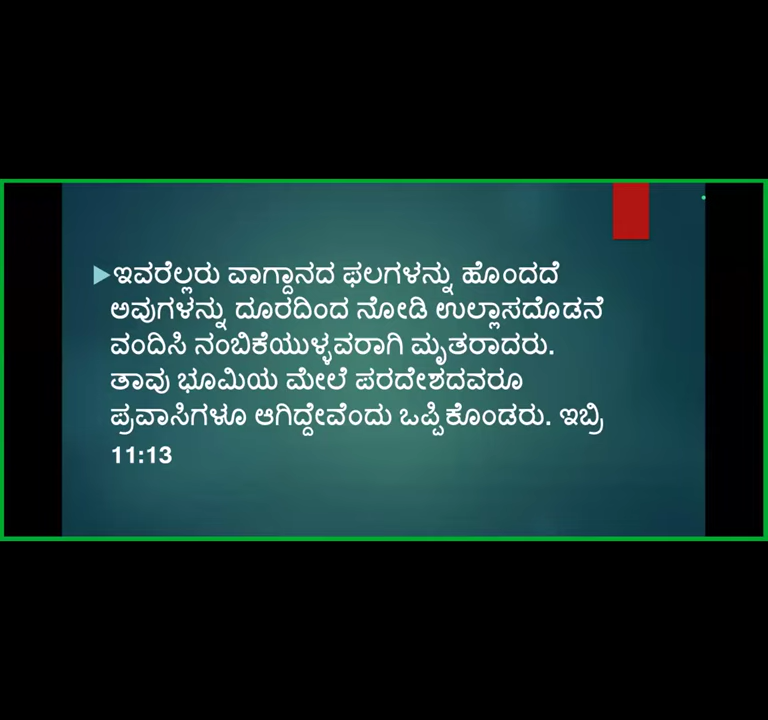 ಇವರೆಲ್ಲರು ವಾಗ್ದಾನದ ಫಲಗಳನ್ನು ಹೊಂದದೆ
ಅವುಗಳನ್ನು ದೂರದಿಂದ ನೋಡಿ ಉಲ್ಲಾಸದೊಡನೆ
ವಂದಿಸಿ ನಂಬಿಕೆಯುಳ್ಳವರಾಗಿ ಮೃತರಾದರು.
ತಾವು ಭೂಮಿಯ ಮೇಲೆ ಪರದೇಶದವರೂ
ಪ್ರವಾಸಿಗಳೂ ಆಗಿದ್ದೇವೆಂದು ಒಪ್ಪಿಕೊಂಡರು. ಇಬ್ರಿ
11:13